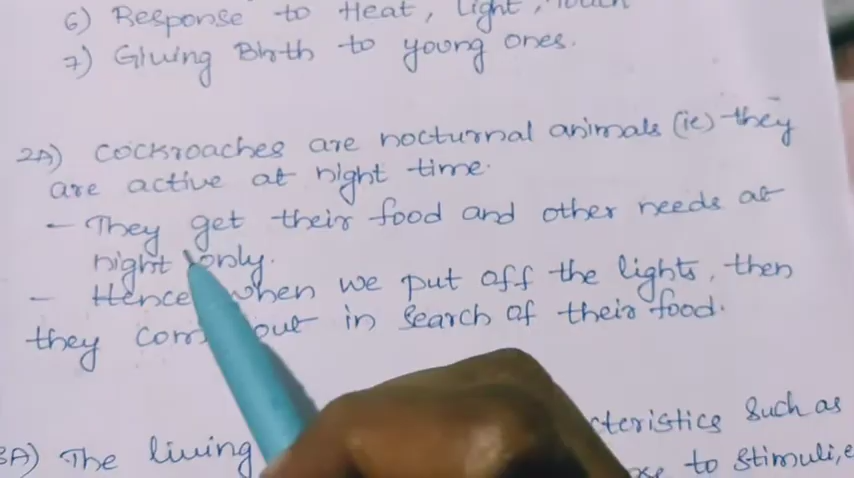 6) Response to Heat, Light, Touch
7) Giving Birth to young ones.
2A) Cockroaches are nocturnal animals (ie) they
are active at night time.
- They get their food and other needs at
night only.
- Hence when we put off the lights, then
they out in search of their food.
3A) The living cteristics such as
to stimuli, e